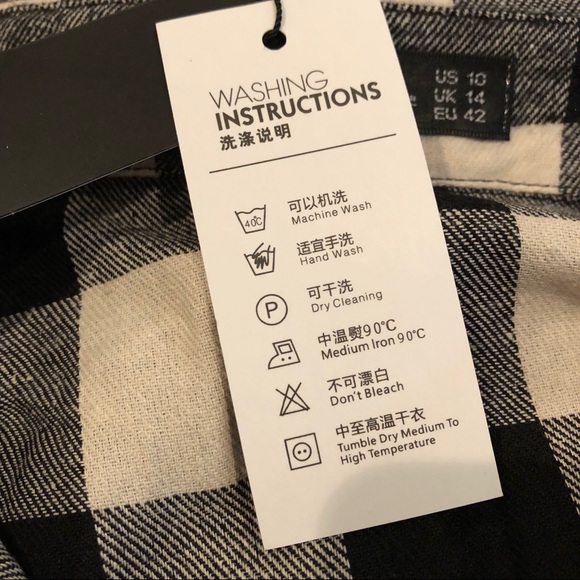 WASHING
INSTRUCTIONS
洗涤说明
40℃
可以机洗
Machine Wash
适宜手洗
Hand Wash
P
可干洗
Dry Cleaning
中温熨90℃
Medium Iron 90℃
不可漂白
Don't Bleach
中至高温干衣
Tumble Dry Medium To
High Temperature
US 10
UK 14
EU 42